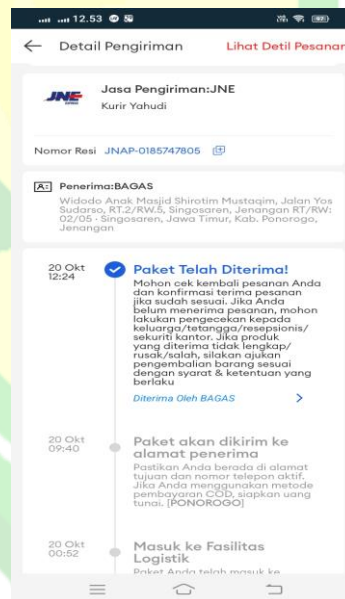 12.53
Detail Pengiriman
Lihat Detil Pesanan
JNE
Jasa Pengiriman:JNE
Kurir Yahudi
Nomor Resi JNAP-0185747805
Penerima:BAGAS
Widodo Anak Masjid Shirotim Mustaqim, Jalan Yos
Sudarso, RT.2/RW.5, Singosaren, Jenangan RT/RW:
02/05 - Singosaren, Jawa Timur, Kab. Ponorogo,
Jenangan
20 Okt
12:24
Paket Telah Diterima!
Mohon cek kembali pesanan Anda
dan konfirmasi terima pesanan
jika sudah sesuai. Jika Anda
belum menerima pesanan, mohon
lakukan pengecekan kepada
keluarga/tetangga/resepsionis/
sekuriti kantor. Jika produk
yang diterima tidak lengkap/
rusak/salah, silakan ajukan
pengembalian barang sesuai
dengan syarat & ketentuan yang
berlaku
Diterima Oleh BAGAS
20 Okt
09:40
Paket akan dikirim ke
alamat penerima
Pastikan Anda berada di alamat
tujuan dan nomor telepon aktif.
Jika Anda menggunakan metode
pembayaran COD, siapkan uang
tunai. [PONOROGO]
20 Okt
00:52
Masuk ke Fasilitas
Logistik
Paket Anda telah masuk ke